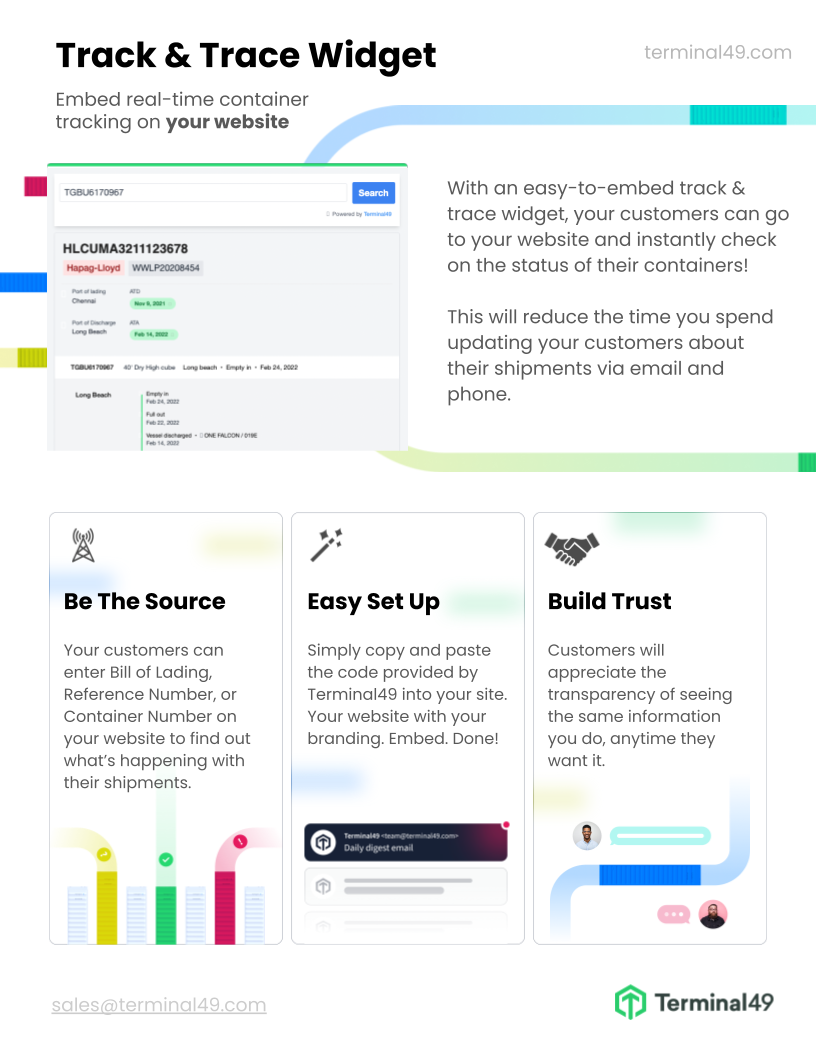 Track & Trace Widget
terminal49.com
Embed real-time container
tracking on your website
TGBU6170967
Search
Powered by Terminal49
HLCUMA3211123678
Hapag-Lloyd WWLP20208454
Port of lading ATD
Chennai Nov 9, 2021
Port of Discharge ATA
Long Beach Feb 14, 2022
TGBU6170967 40' Dry High cube Long beach • Empty in • Feb 24, 2022
Long Beach Empty in
Feb 24, 2022
Full out
Feb 22, 2022
Vessel discharged • ONE FALCON / 019E
Feb 14, 2022
With an easy-to-embed track &
trace widget, your customers can go
to your website and instantly check
on the status of their containers!
This will reduce the time you spend
updating your customers about
their shipments via email and
phone.
Be The Source
Your customers can
enter Bill of Lading,
Reference Number, or
Container Number on
your website to find out
what's happening with
their shipments.
Easy Set Up
Simply copy and paste
the code provided by
Terminal49 into your site.
Your website with your
branding. Embed. Done!
Terminal49 <team@terminal49.com>
Daily digest email
Build Trust
Customers will
appreciate the
transparency of seeing
the same information
you do, anytime they
want it.
sales@terminal49.com
Terminal49